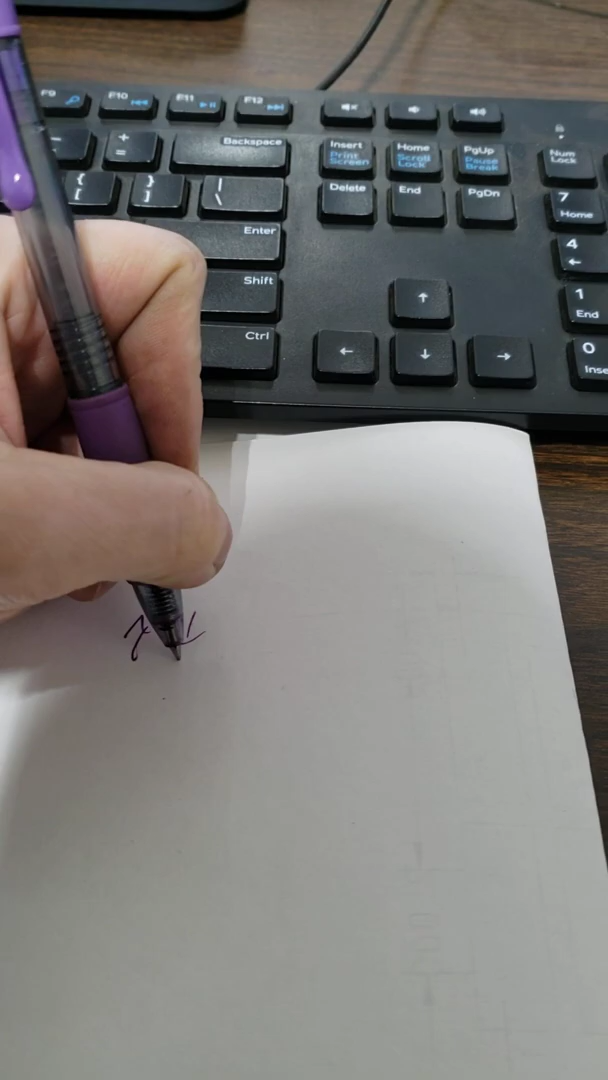 F9 F10 F11 F12
- + = Backspace Insert Print Screen Home Scroll Lock PgUp Pause Break Num Lock
{ [ } ] | \ Delete End PgDn 7 Home
Enter 4 ←
Shift ↑ 1 End
Ctrl ← ↓ → 0